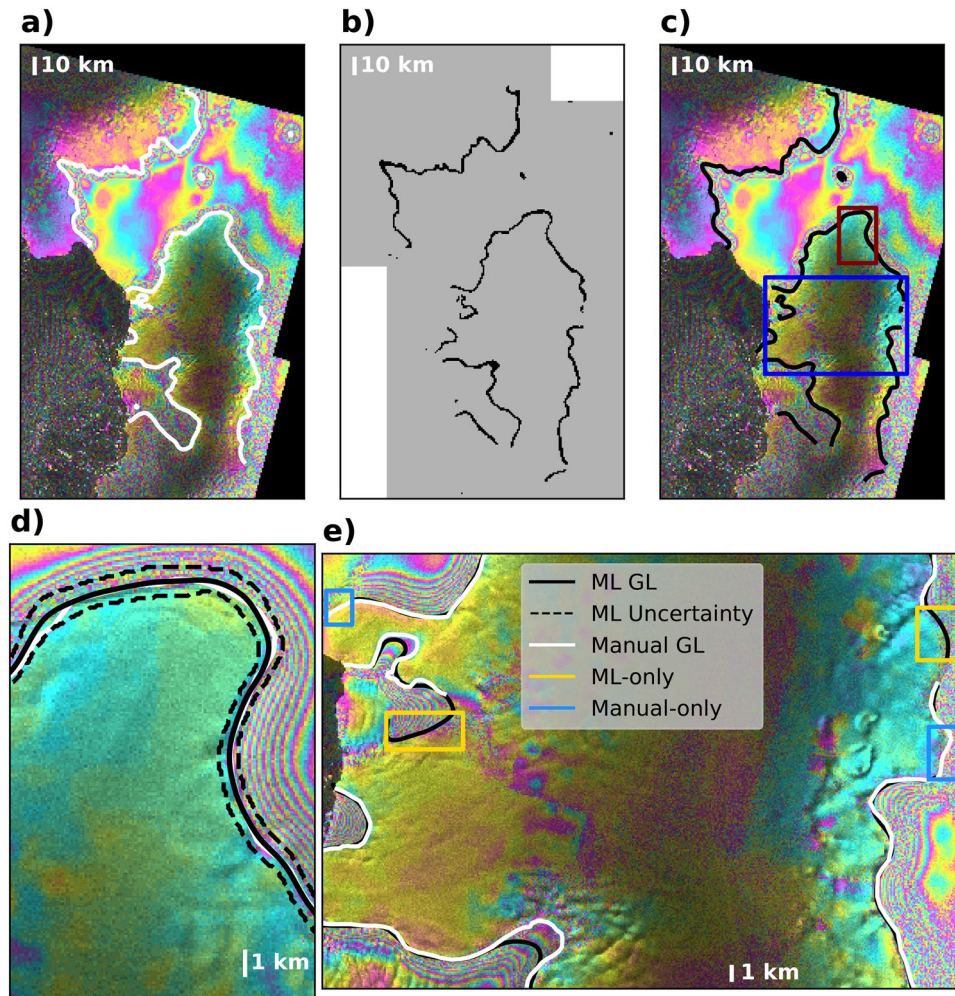 a)
b)
c)
10 km
10 km
10 km
d)
e)
ML GL
ML Uncertainty
Manual GL
ML-only
Manual-only
1 km
1 km